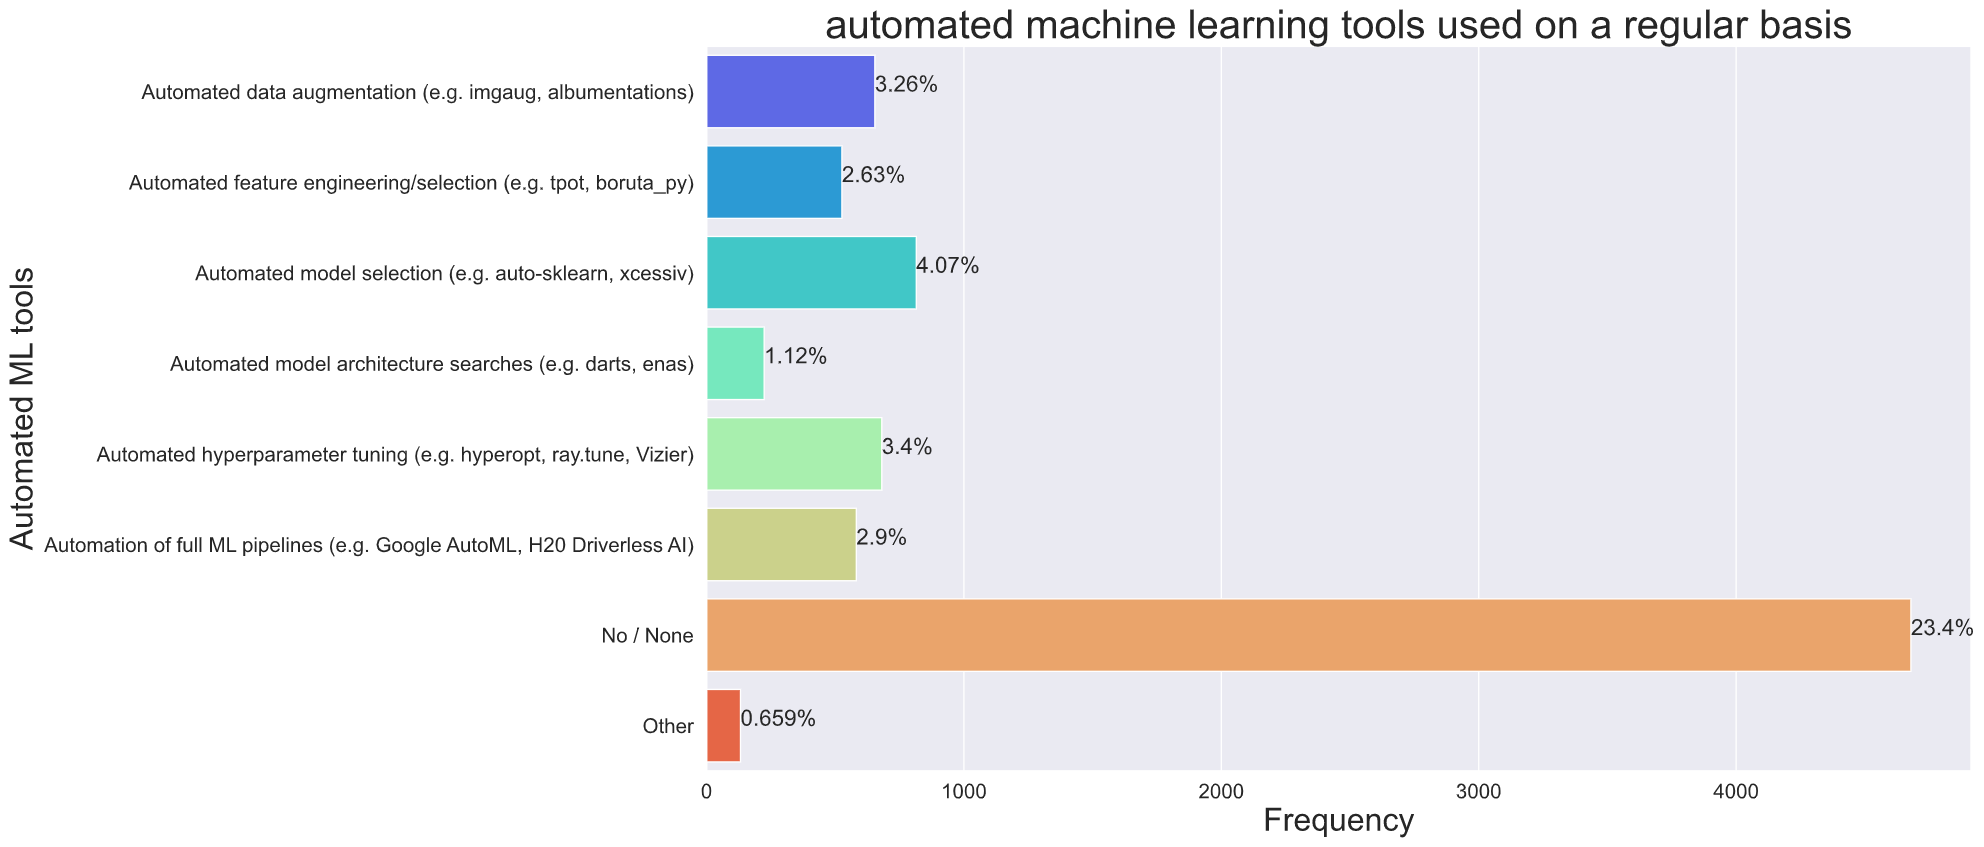 automated machine learning tools used on a regular basis
Automated ML tools
Automated data augmentation (e.g. imgaug, albumentations)
3.26%
Automated feature engineering/selection (e.g. tpot, boruta_py)
2.63%
Automated model selection (e.g. auto-sklearn, xcessiv)
4.07%
Automated model architecture searches (e.g. darts, enas)
1.12%
Automated hyperparameter tuning (e.g. hyperopt, ray.tune, Vizier)
3.4%
Automation of full ML pipelines (e.g. Google AutoML, H20 Driverless AI)
2.9%
No / None
23.4%
Other
0.659%
0 1000 2000 3000 4000
Frequency